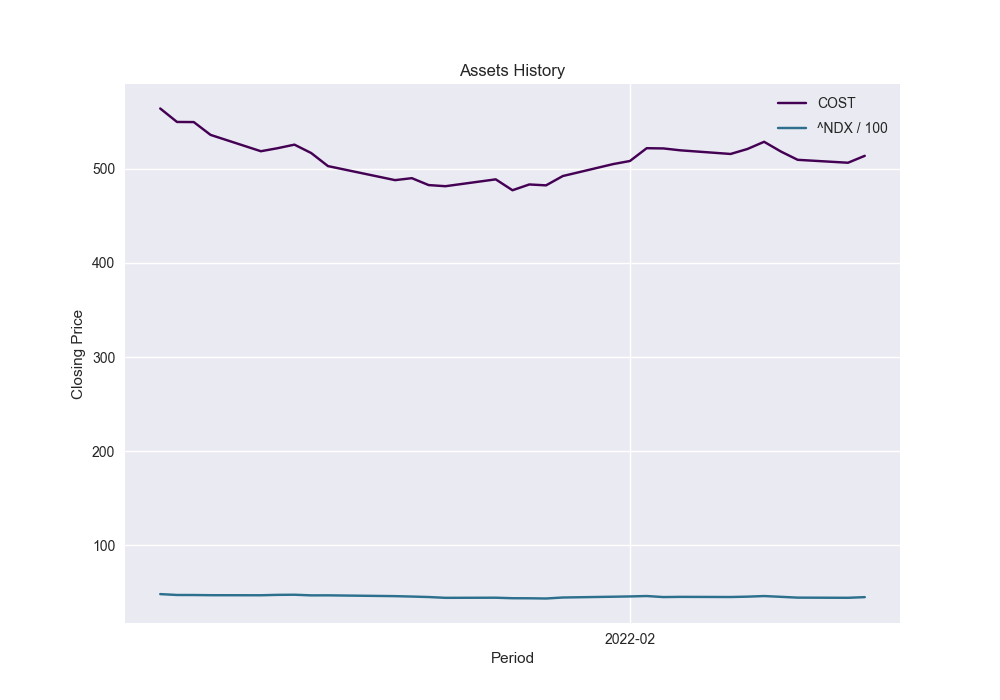 Assets History
COST
^NDX / 100
500
400
300
200
100
Closing Price
2022-02
Period